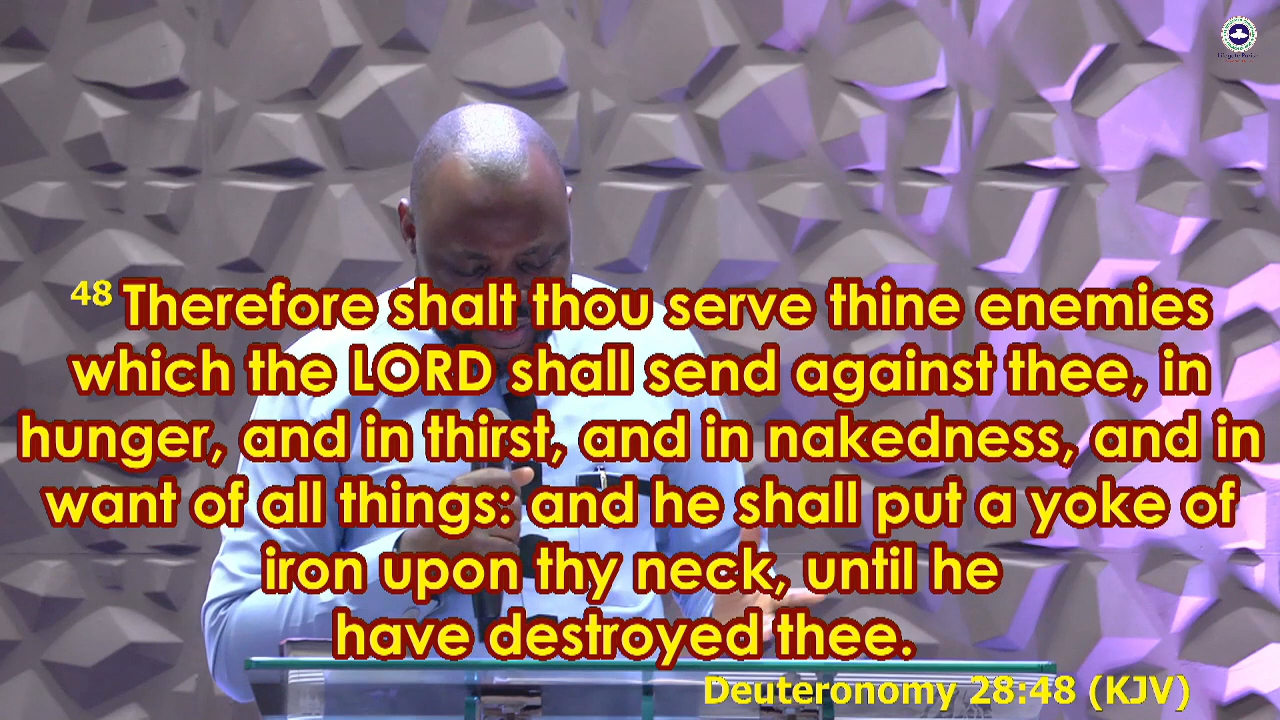 48 Therefore shalt thou serve thine enemies
which the LORD shall send against thee, in
hunger, and in thirst, and in nakedness, and in
want of all things: and he shall put a yoke of
iron upon thy neck, until he
have destroyed thee.
Deuteronomy 28:48 (KJV)